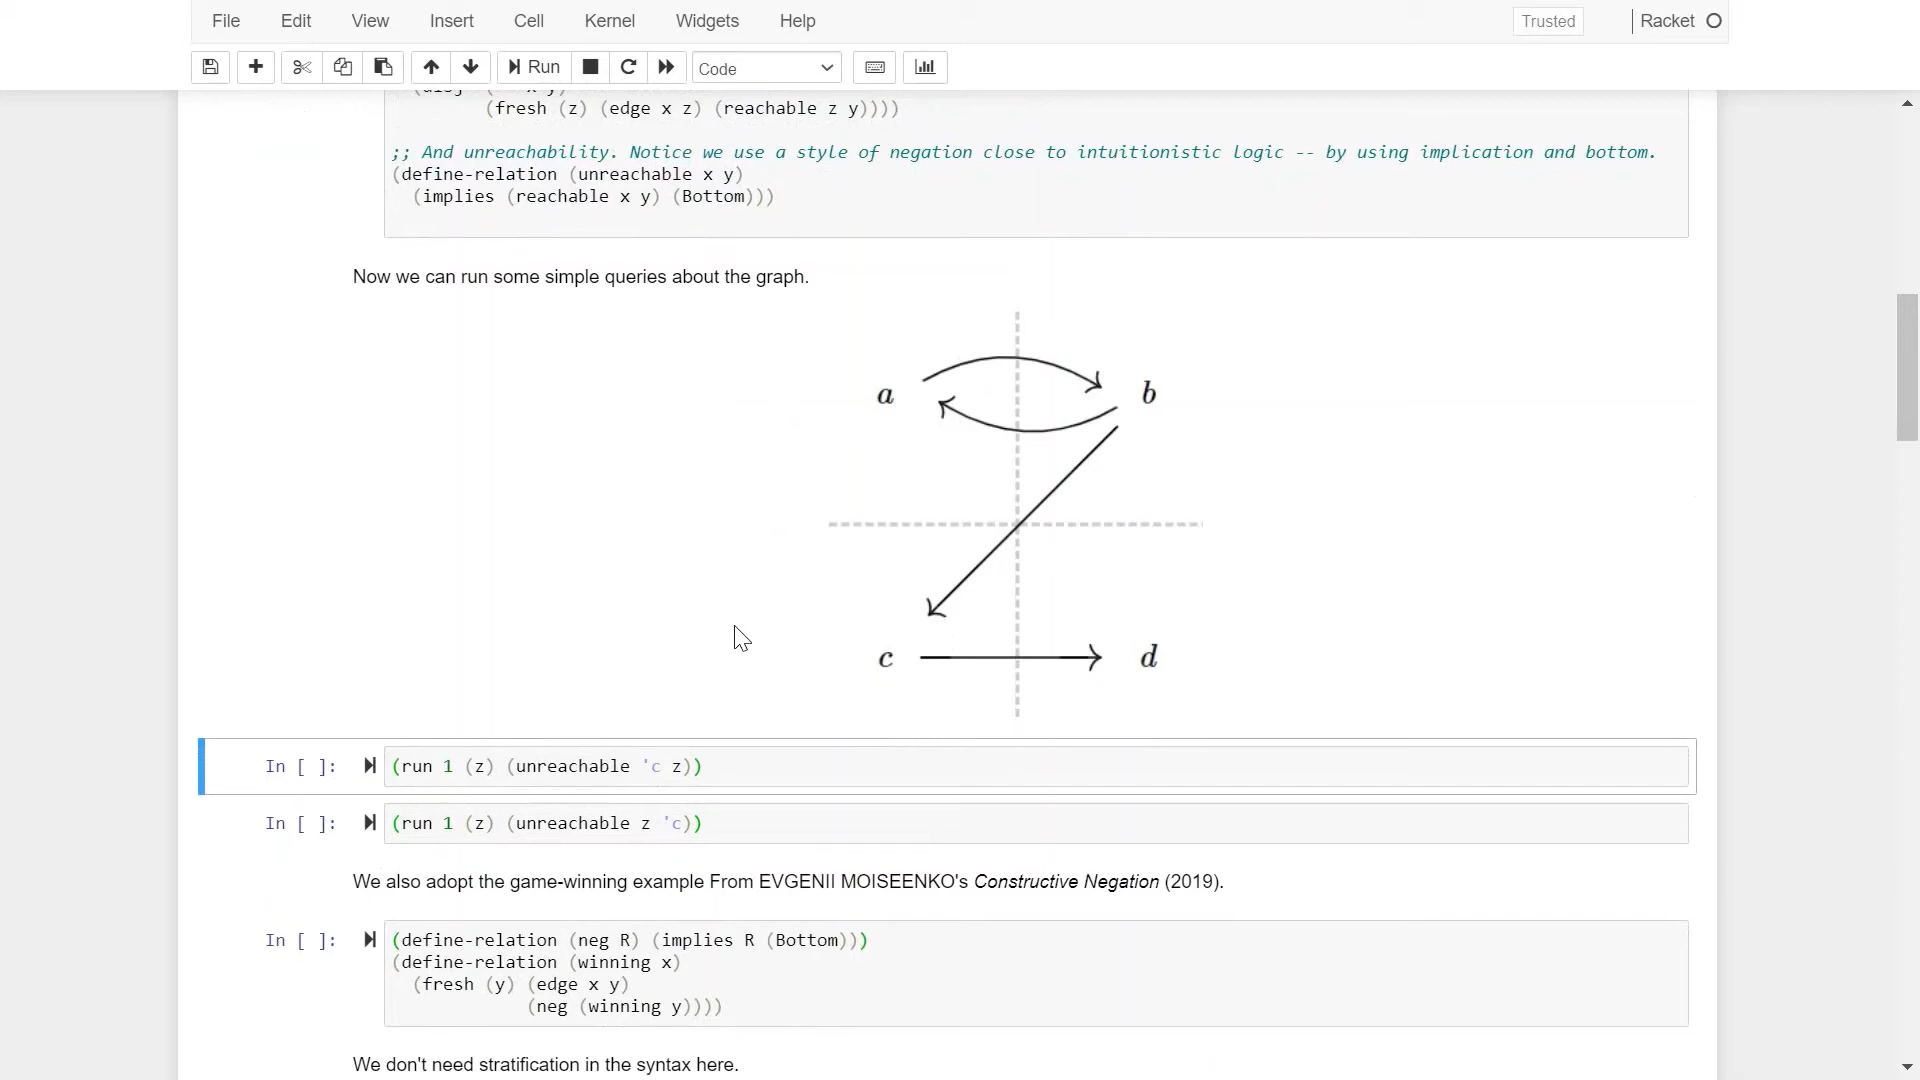 File Edit View Insert Cell Kernel Widgets Help Trusted Racket
Run Code
(fresh (z) (edge x z) (reachable z y))))
;; And unreachability. Notice we use a style of negation close to intuitionistic logic -- by using implication and bottom.
(define-relation (unreachable x y)
(implies (reachable x y) (Bottom)))
Now we can run some simple queries about the graph.
a b
c d
In [ ]: (run 1 (z) (unreachable 'c z))
In [ ]: (run 1 (z) (unreachable z 'c))
We also adopt the game-winning example From EVGENII MOISEENKO's Constructive Negation (2019).
In [ ]: (define-relation (neg R) (implies R (Bottom)))
(define-relation (winning x)
(fresh (y) (edge x y)
(neg (winning y))))
We don't need stratification in the syntax here.